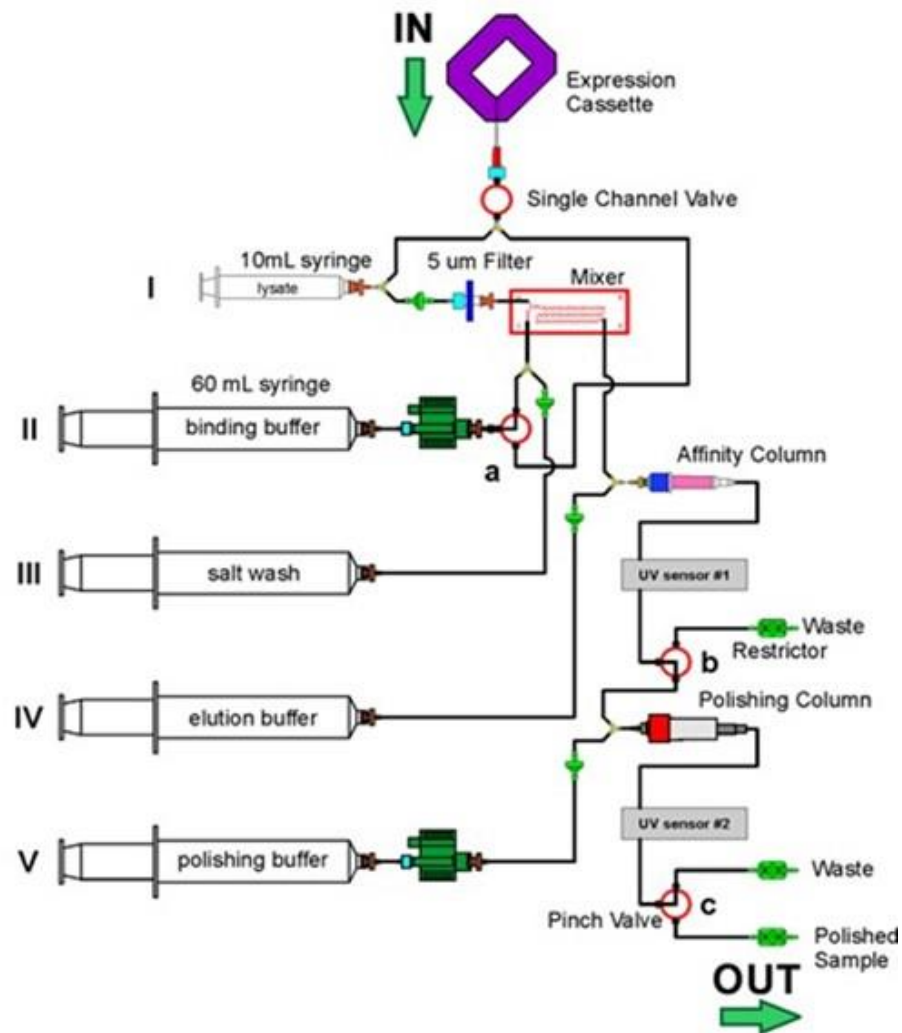 IN
Expression
Cassette
Single Channel Valve
10mL syringe
5 um Filter
Mixer
I
lysate
60 mL syringe
II
binding buffer
a
Affinity Column
III
salt wash
UV sensor #1
Waste
Restrictor
b
IV
elution buffer
Polishing Column
UV sensor #2
V
polishing buffer
Waste
c
Pinch Valve
Polished
Sample
OUT